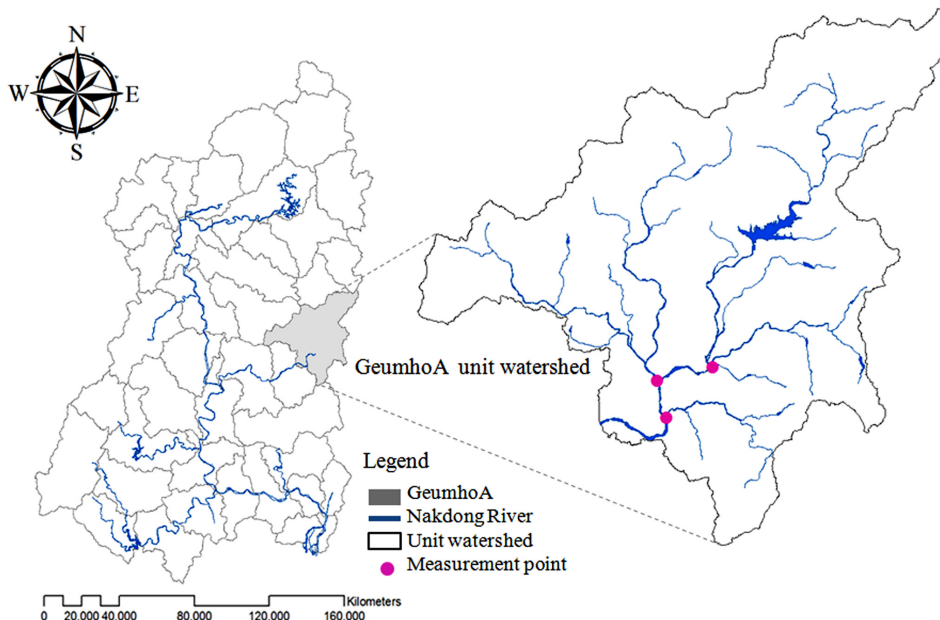 N
W E
S
GeumhoA unit watershed
Legend
GeumhoA
Nakdong River
Unit watershed
Measurement point
Kilometers
0 20.000 40.000 80.000 120.000 160.000